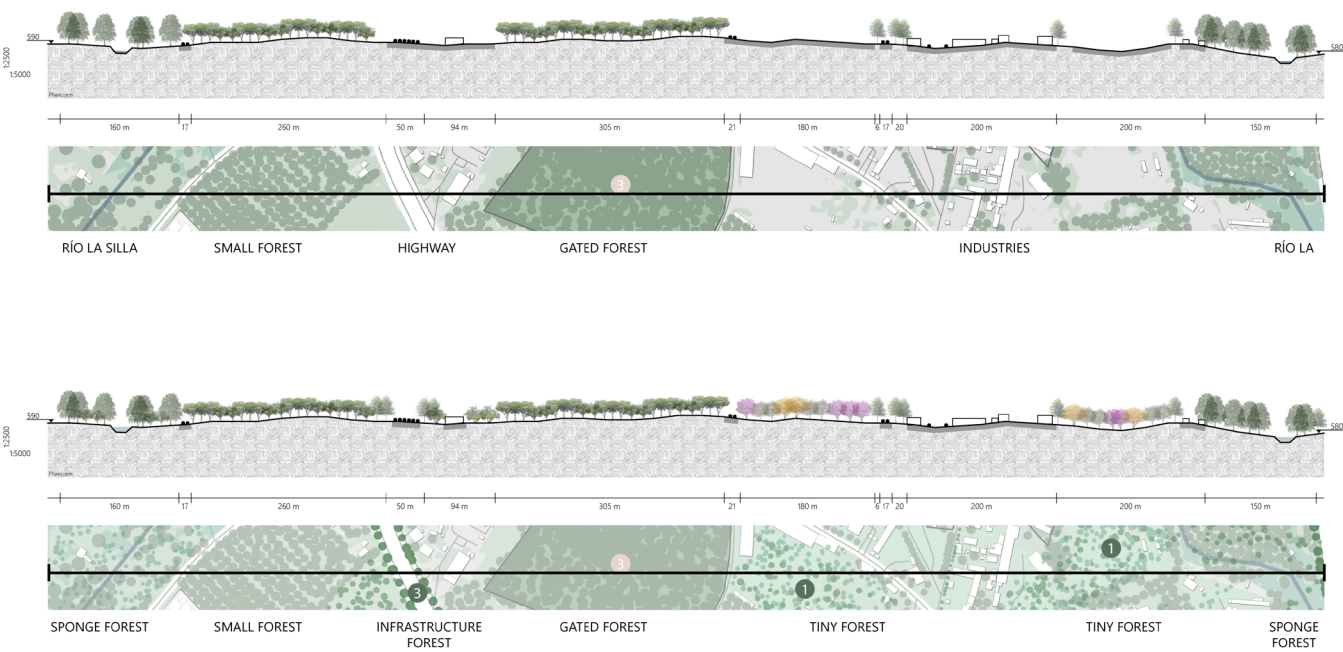 590
580
1:2500
1:5000
Phaeozem
160 m 17 260 m 50 m 94 m 305 m 21 180 m 6 17 20 200 m 200 m 150 m
3
RÍO LA SILLA SMALL FOREST HIGHWAY GATED FOREST INDUSTRIES RÍO LA
590
580
1:2500
1:5000
Phaeozem
160 m 17 260 m 50 m 94 m 305 m 21 180 m 6 17 20 200 m 200 m 150 m
1
3
3
1
SPONGE FOREST SMALL FOREST INFRASTRUCTURE GATED FOREST TINY FOREST TINY FOREST SPONGE
FOREST FOREST